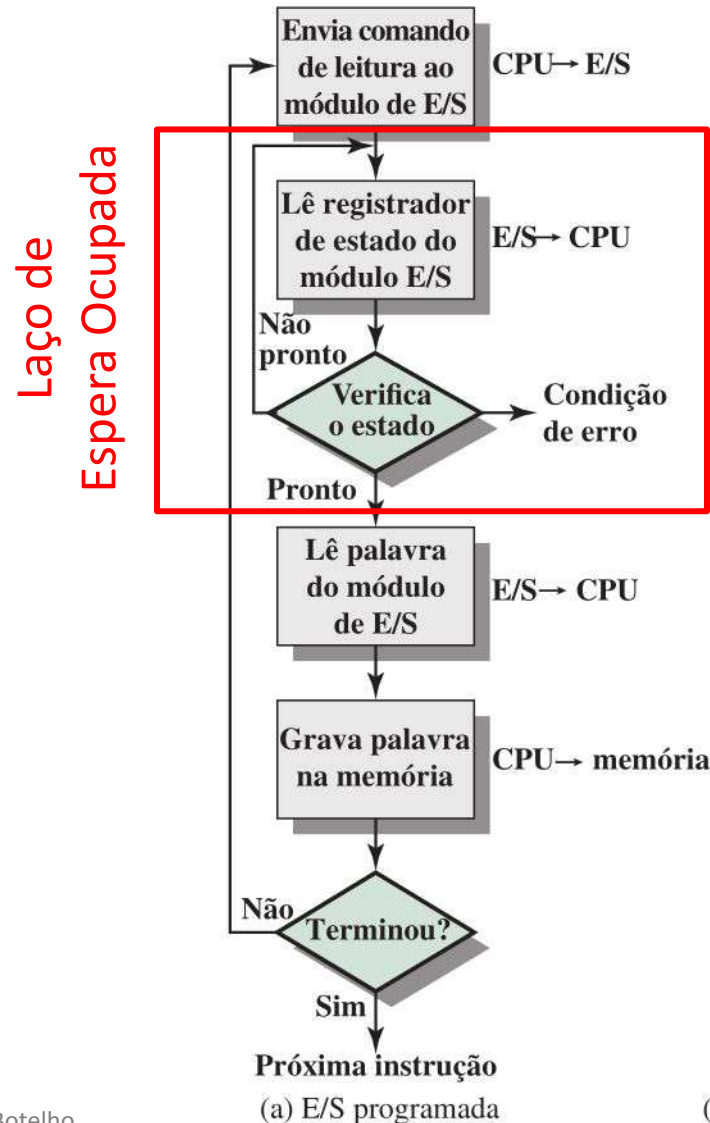 Envia comando
de leitura ao
módulo de E/S
CPU→ E/S
Laço de
Espera Ocupada
Lê registrador
de estado do
módulo E/S
E/S→ CPU
Não
pronto
Verifica
o estado
Condição
de erro
Pronto
Lê palavra
do módulo
de E/S
E/S→ CPU
Grava palavra
na memória
CPU→ memória
Não
Terminou?
Sim
Próxima instrução
(a) E/S programada
(